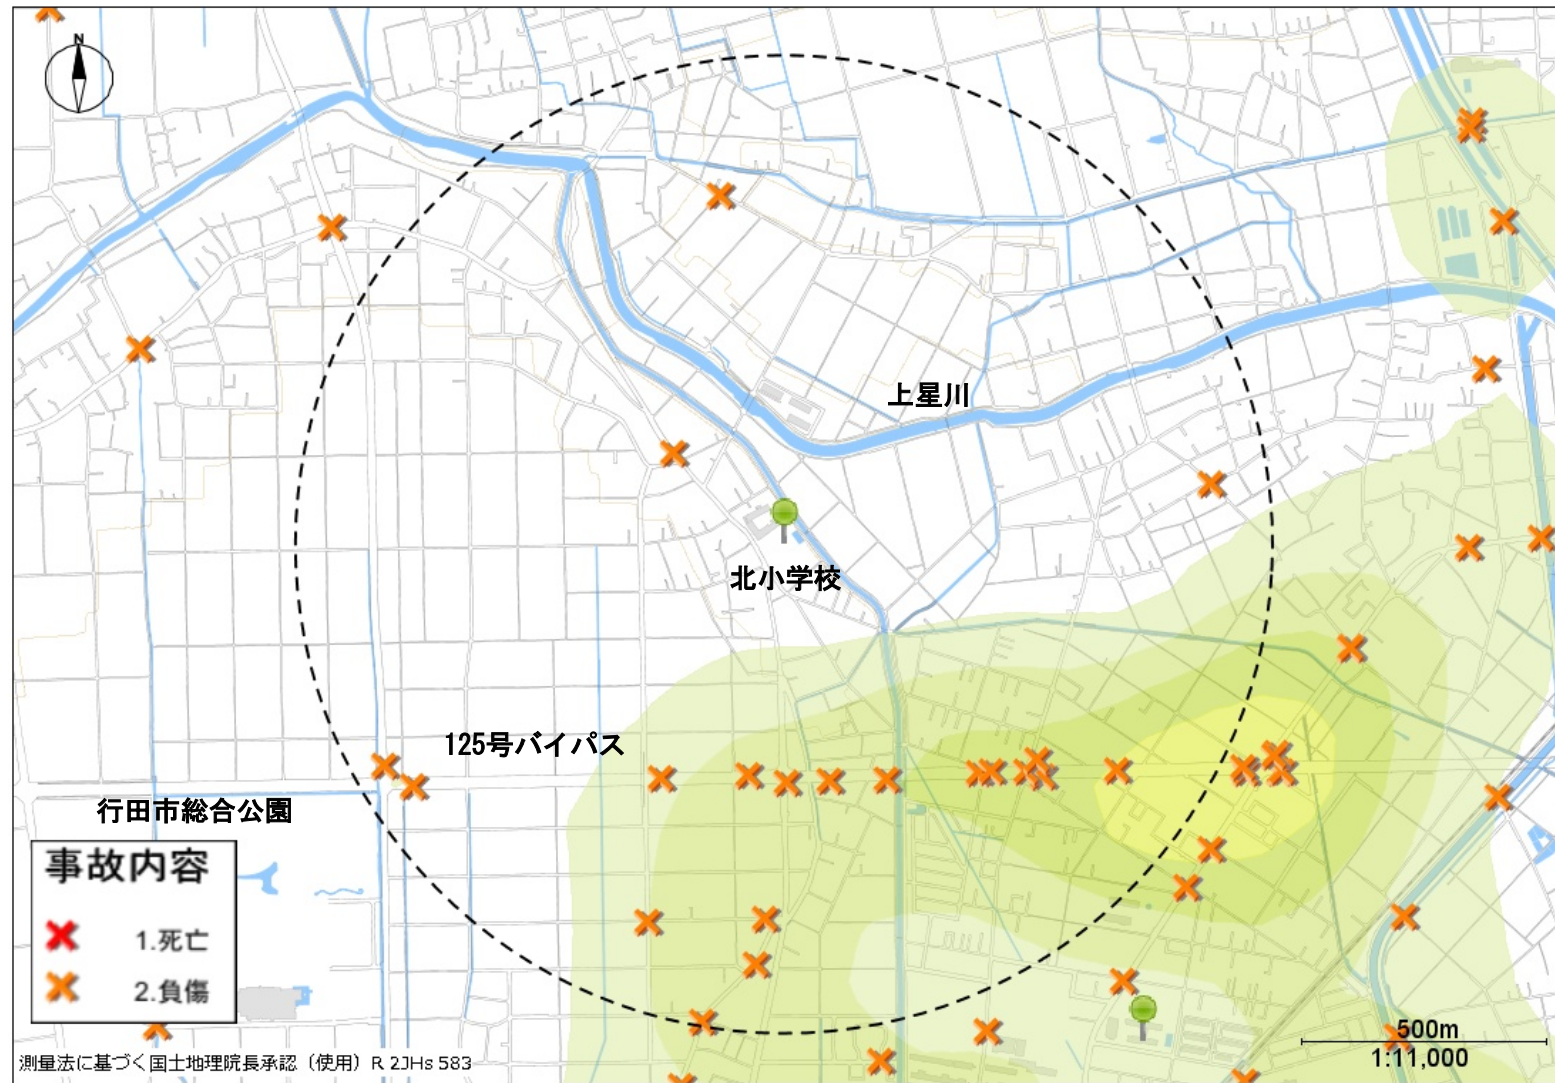 N
上星川
北小学校
125号バイパス
行田市総合公園
事故内容
1.死亡
2.負傷
500m
1:11,000
測量法に基づく国土地理院長承認（使用）R 2JHs 583